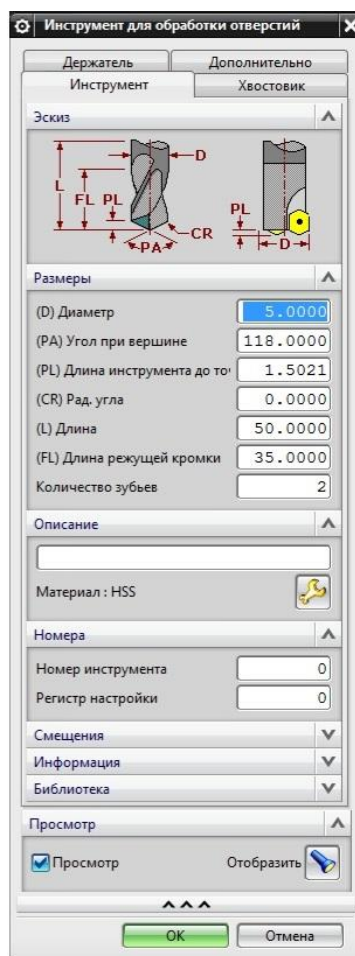 Инструмент для обработки отверстий
Держатель Дополнительно
Инструмент Хвостовик
Эскиз
L FL PL D CR PA PL D
Размеры
(D) Диаметр 5.0000
(PA) Угол при вершине 118.0000
(PL) Длина инструмента до то 1.5021
(CR) Рад. угла 0.0000
(L) Длина 50.0000
(FL) Длина режущей кромки 35.0000
Количество зубьев 2
Описание
Материал : HSS
Номера
Номер инструмента 0
Регистр настройки 0
Смещения
Информация
Библиотека
Просмотр
Просмотр Отобразить
OK Отмена